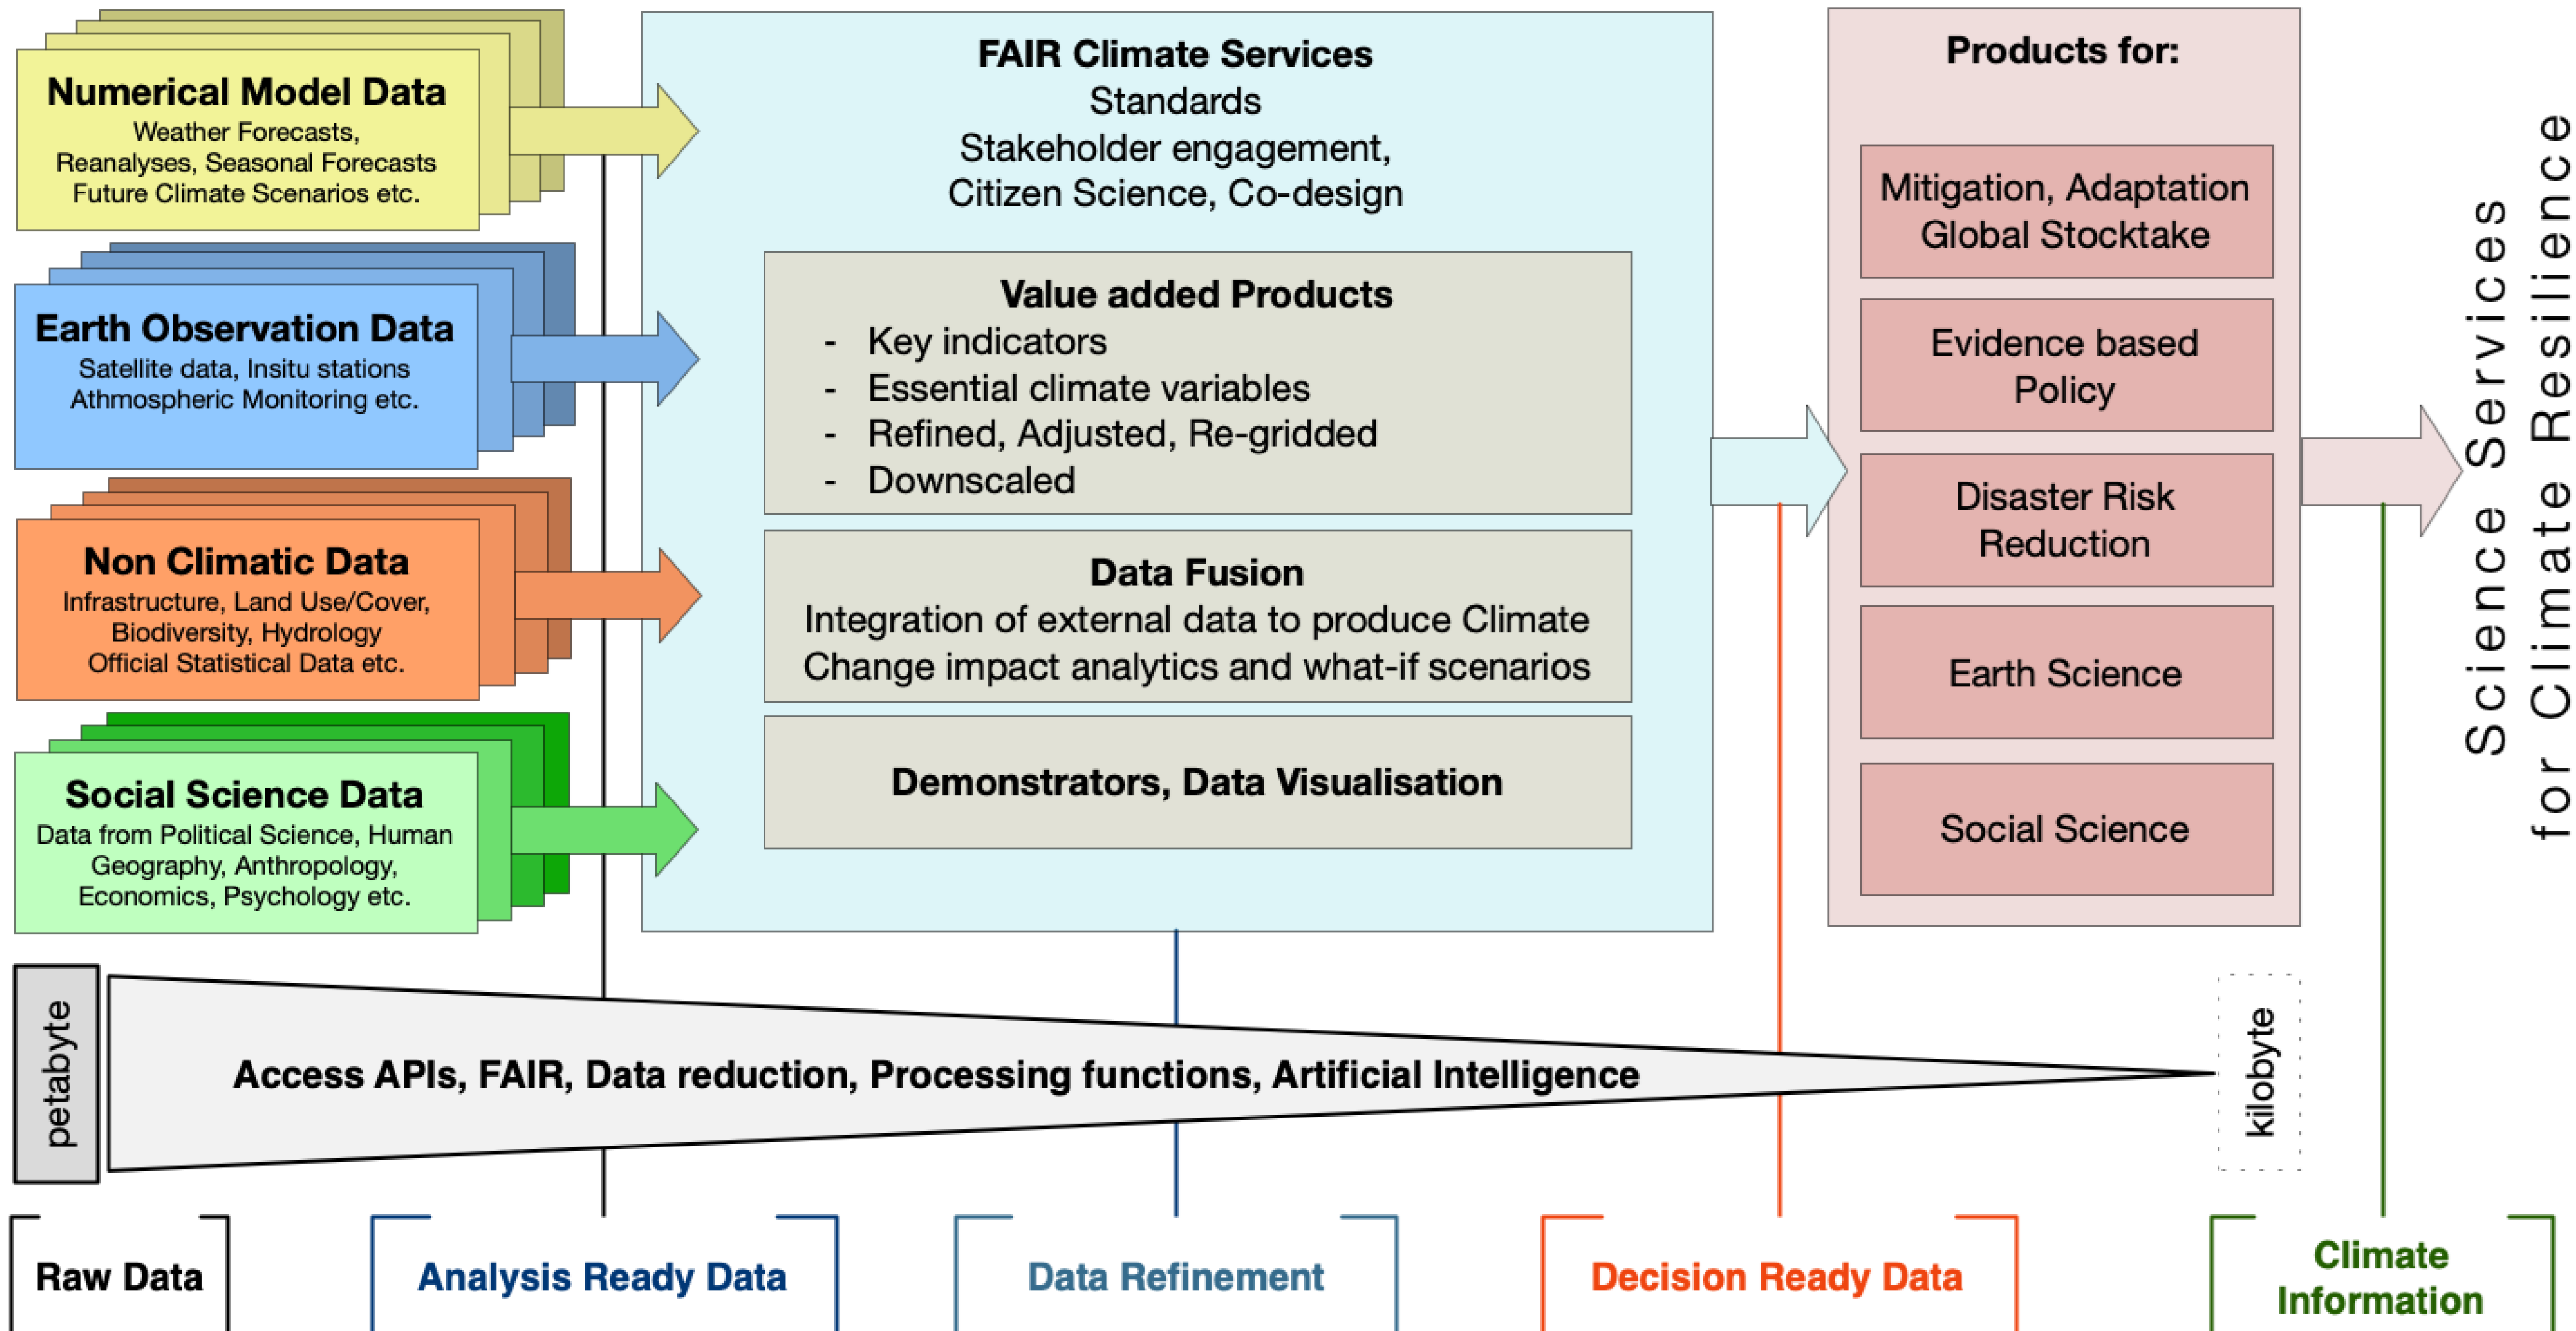 Numerical Model Data
Weather Forecasts,
Reanalyses, Seasonal Forecasts
Future Climate Scenarios etc.
Earth Observation Data
Satellite data, Insitu stations
Athmospheric Monitoring etc.
Non Climatic Data
Infrastructure, Land Use/Cover,
Biodiversity, Hydrology
Official Statistical Data etc.
Social Science Data
Data from Political Science, Human
Geography, Anthropology,
Economics, Psychology etc.
FAIR Climate Services
Standards
Stakeholder engagement,
Citizen Science, Co-design
Value added Products
- Key indicators
- Essential climate variables
- Refined, Adjusted, Re-gridded
- Downscaled
Data Fusion
Integration of external data to produce Climate
Change impact analytics and what-if scenarios
Demonstrators, Data Visualisation
Products for:
Mitigation, Adaptation
Global Stocktake
Evidence based
Policy
Disaster Risk
Reduction
Earth Science
Social Science
Science Services
for Climate Resilience
petabyte
Access APIs, FAIR, Data reduction, Processing functions, Artificial Intelligence
kilobyte
Raw Data
Analysis Ready Data
Data Refinement
Decision Ready Data
Climate
Information